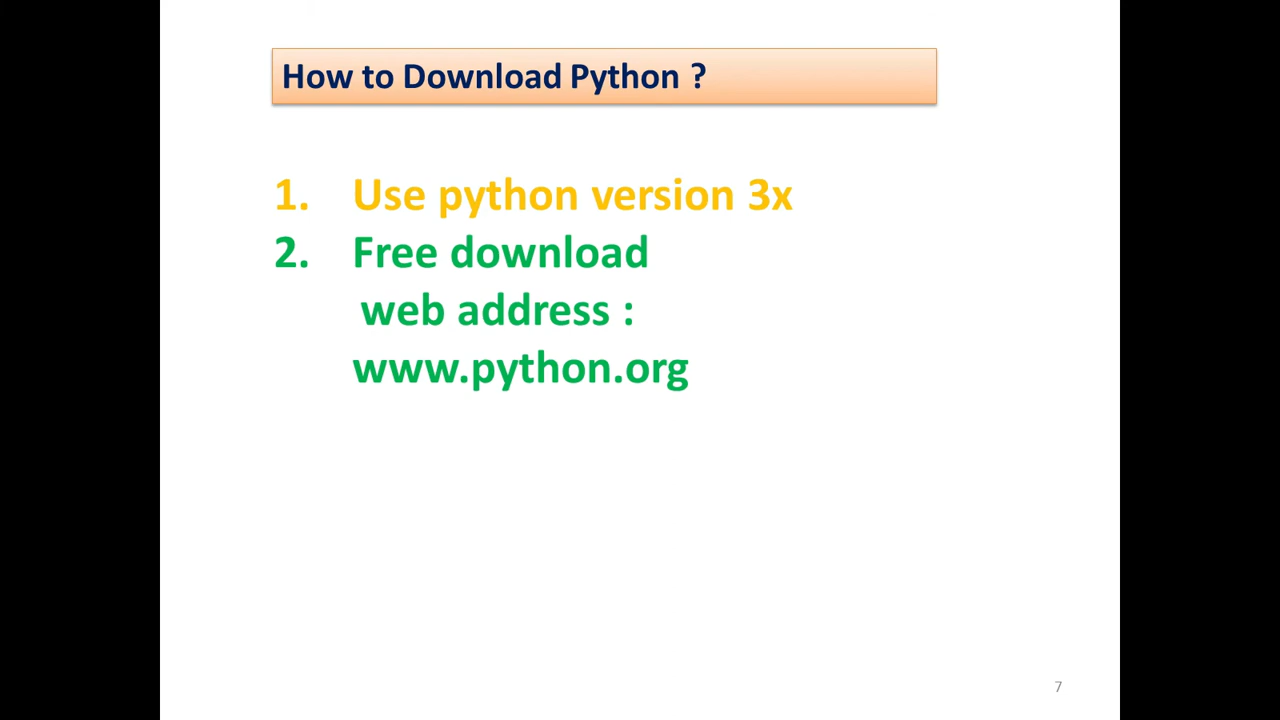 How to Download Python ?
1. Use python version 3x
2. Free download
web address :
www.python.org
7